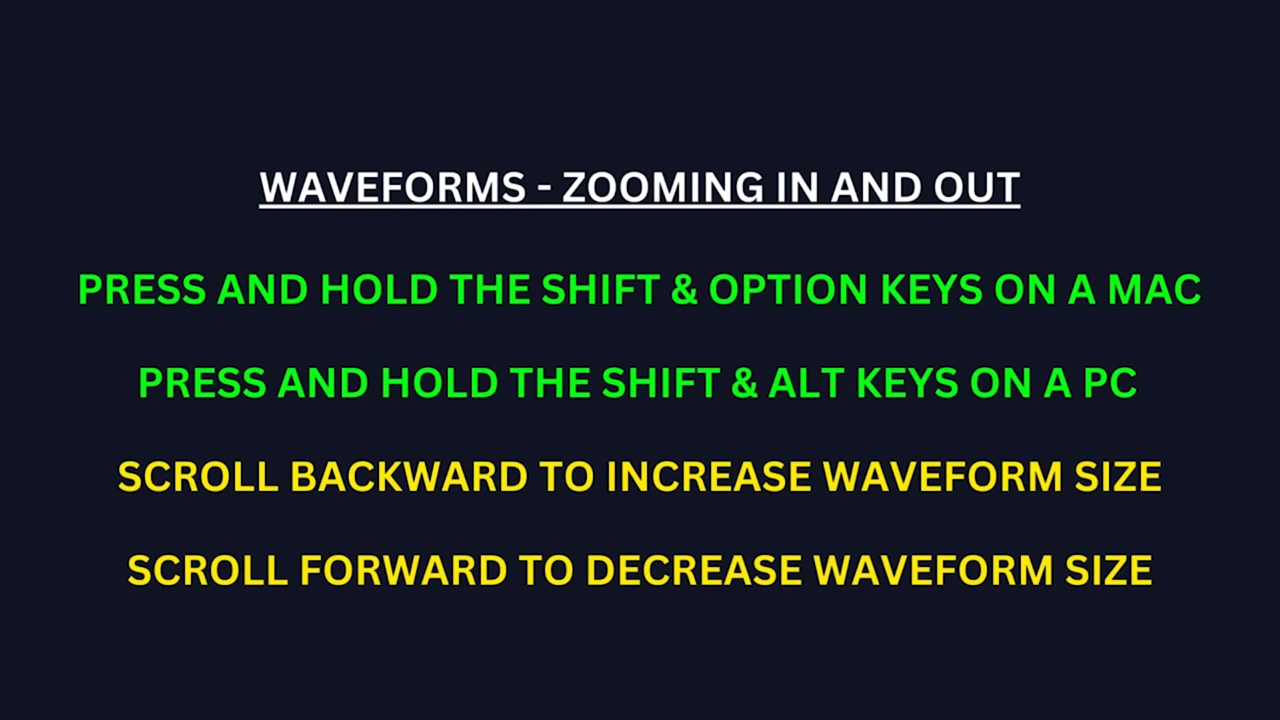 WAVEFORMS - ZOOMING IN AND OUT
PRESS AND HOLD THE SHIFT & OPTION KEYS ON A MAC
PRESS AND HOLD THE SHIFT & ALT KEYS ON A PC
SCROLL BACKWARD TO INCREASE WAVEFORM SIZE
SCROLL FORWARD TO DECREASE WAVEFORM SIZE